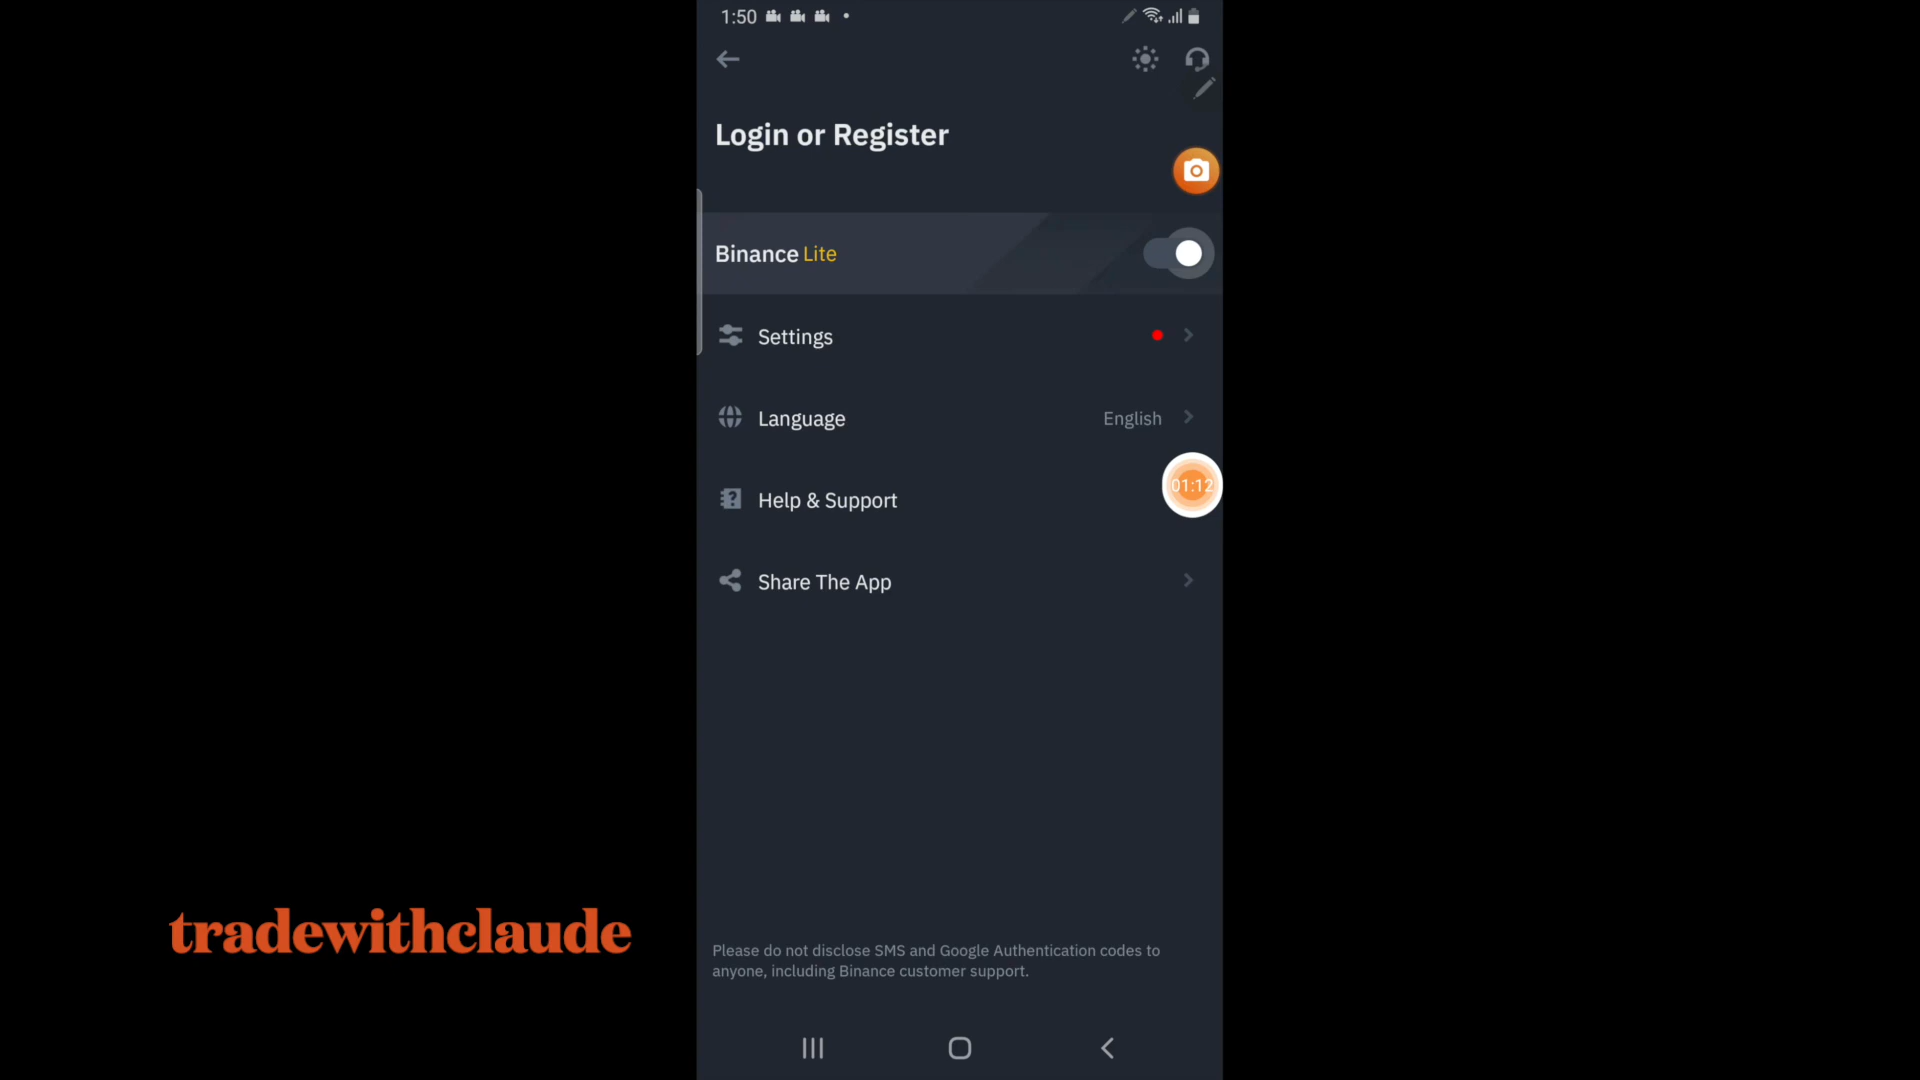 1:50
Login or Register
Binance Lite
Settings
Language English
01:12
Help & Support
Share The App
tradewithclaude
Please do not disclose SMS and Google Authentication codes to
anyone, including Binance customer support.